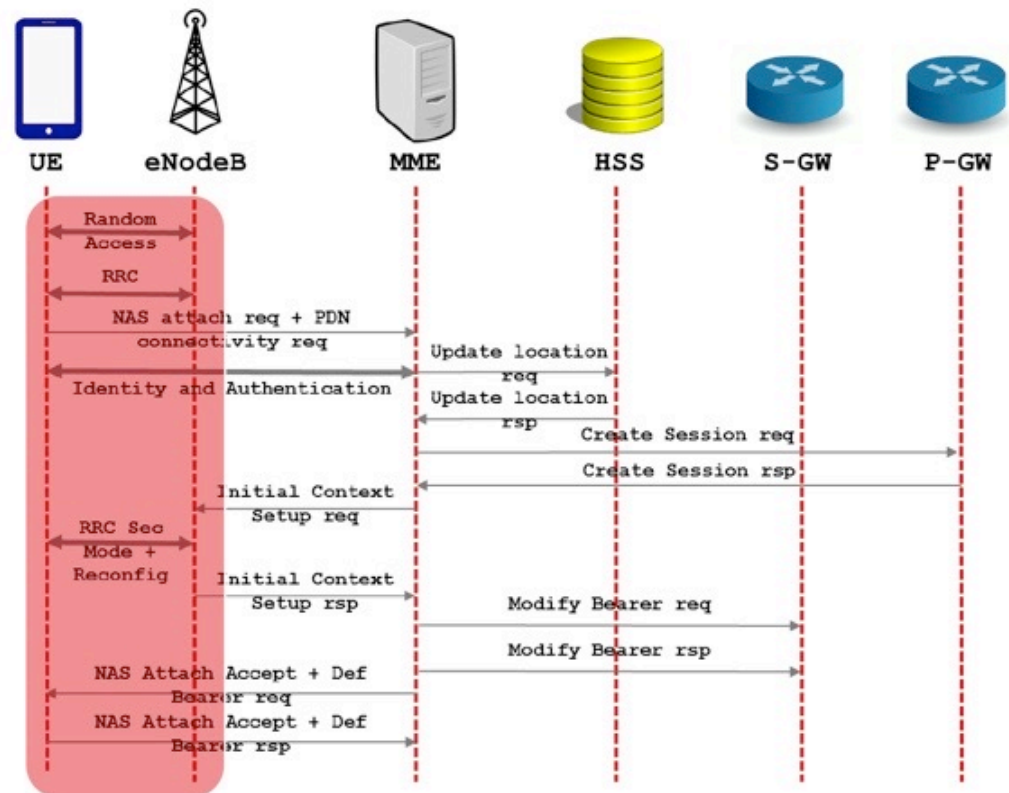 UE eNodeB MME HSS S-GW P-GW
Random
Access
RRC
NAS attach req + PDN
connectivity req
Update location
req
Identity and Authentication
Update location
rsp
Create Session req
Create Session rsp
Initial Context
Setup req
RRC Sec
Mode +
Reconfig
Initial Context
Setup rsp
Modify Bearer req
Modify Bearer rsp
NAS Attach Accept + Def
Bearer req
NAS Attach Accept + Def
Bearer rsp